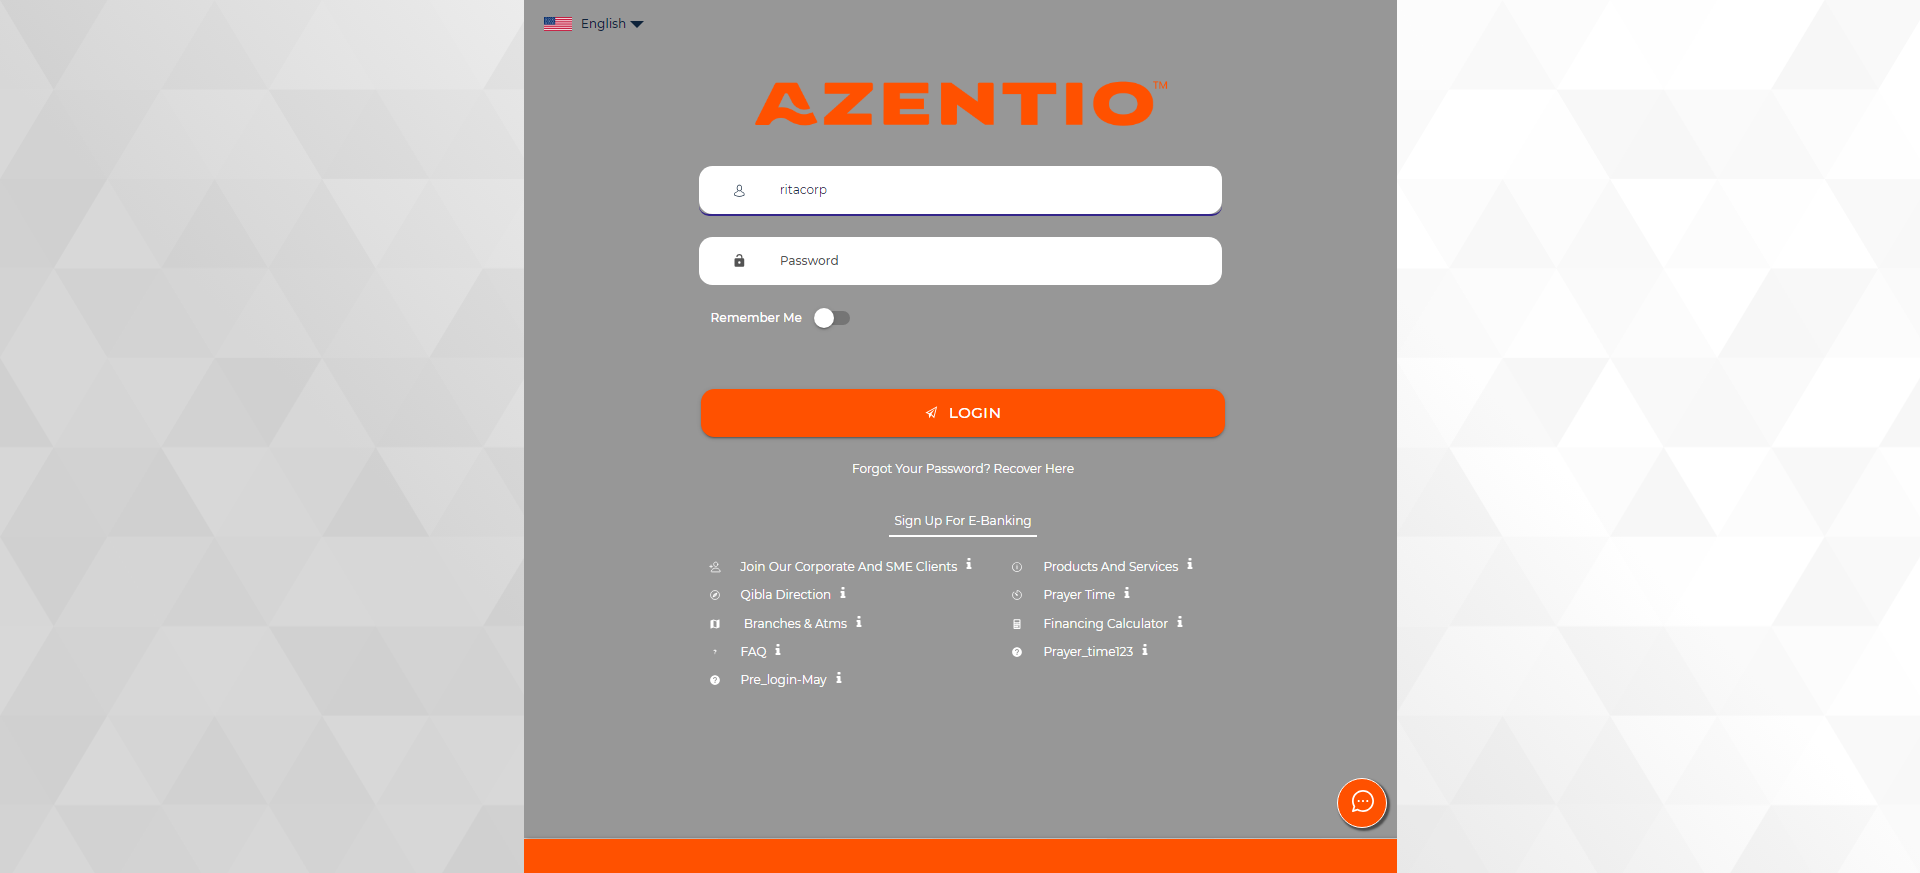 English
AZENTIO™
ritacorp
Password
Remember Me
LOGIN
Forgot Your Password? Recover Here
Sign Up For E-Banking
Join Our Corporate And SME Clients
Products And Services
Qibla Direction
Prayer Time
Branches & Atms
Financing Calculator
FAQ
Prayer_time123
Pre_login-May